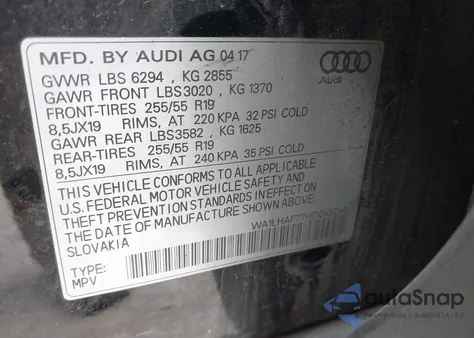 MFD. BY AUDI AG 04 17
GVWR LBS 6294 , KG 2855
GAWR FRONT LBS3020 , KG 1370
FRONT-TIRES 255/55 R19
8,5JX19 RIMS, AT 220 KPA 32 PSI COLD
GAWR REAR LBS3582 , KG 1625
REAR-TIRES 255/55 R19
8,5JX19 RIMS, AT 240 KPA 35 PSI COLD
THIS VEHICLE CONFORMS TO ALL APPLICABLE
U.S. FEDERAL MOTOR VEHICLE SAFETY AND
THEFT PREVENTION STANDARDS IN EFFECT ON
THE DATE OF MANUFACTURE SHOWN ABOVE
SLOVAKIA
TYPE:
MPV
Audi
autoSnap